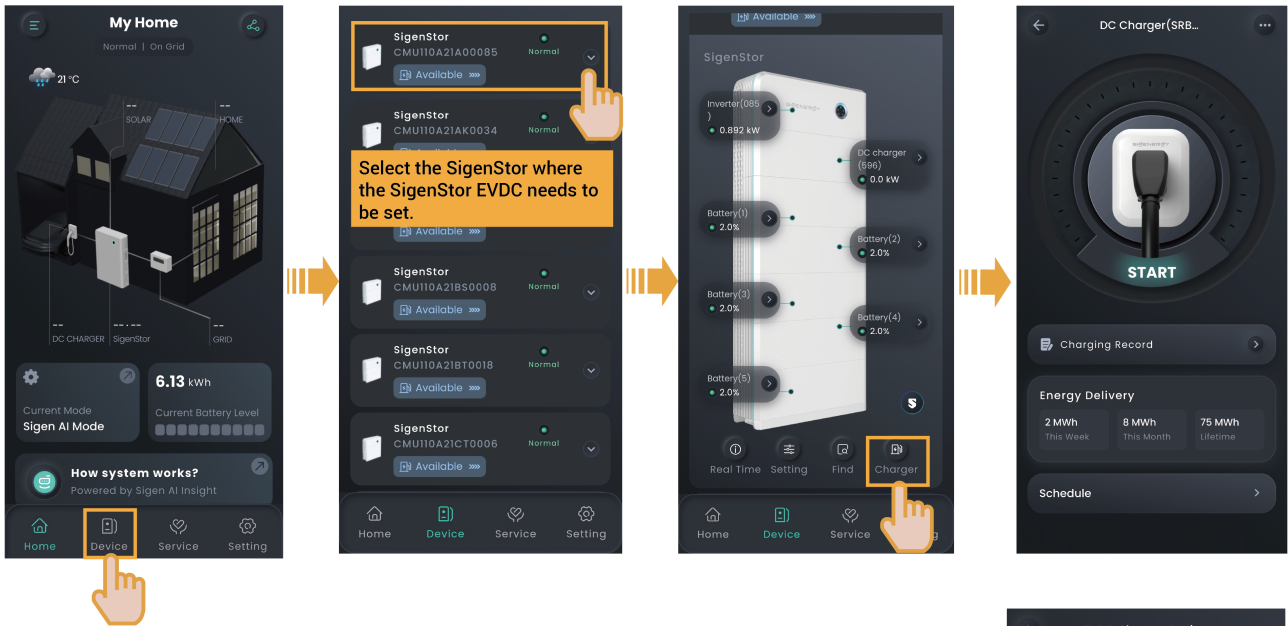 My Home
Normal | On Grid
21 °C
--
SOLAR
--
HOME
--
DC CHARGER
--.--
SigenStor
--
GRID
Current Mode
Sigen AI Mode
6.13 kWh
Current Battery Level
How system works?
Powered by Sigen AI Insight
Home
Device
Service
Setting
SigenStor
CMU110A21A00085
Normal
Available »»
SigenStor
CMU110A21AK0034
Normal
Select the SigenStor where
the SigenStor EVDC needs to
be set.
Available »»
SigenStor
CMU110A21BS0008
Normal
Available »»
SigenStor
CMU110A21BT0018
Normal
Available »»
SigenStor
CMU110A21CT0006
Normal
Available »»
Home
Device
Service
Setting
Available »»
SigenStor
Inverter(085
)
0.892 kW
DC charger
(596)
0.0 kW
Battery(1)
2.0%
Battery(2)
2.0%
Battery(3)
2.0%
Battery(4)
2.0%
Battery(5)
2.0%
Real Time
Setting
Find
Charger
Home
Device
Service
g
DC Charger(SRB...
START
Charging Record
Energy Delivery
2 MWh
This Week
8 MWh
This Month
75 MWh
Lifetime
Schedule